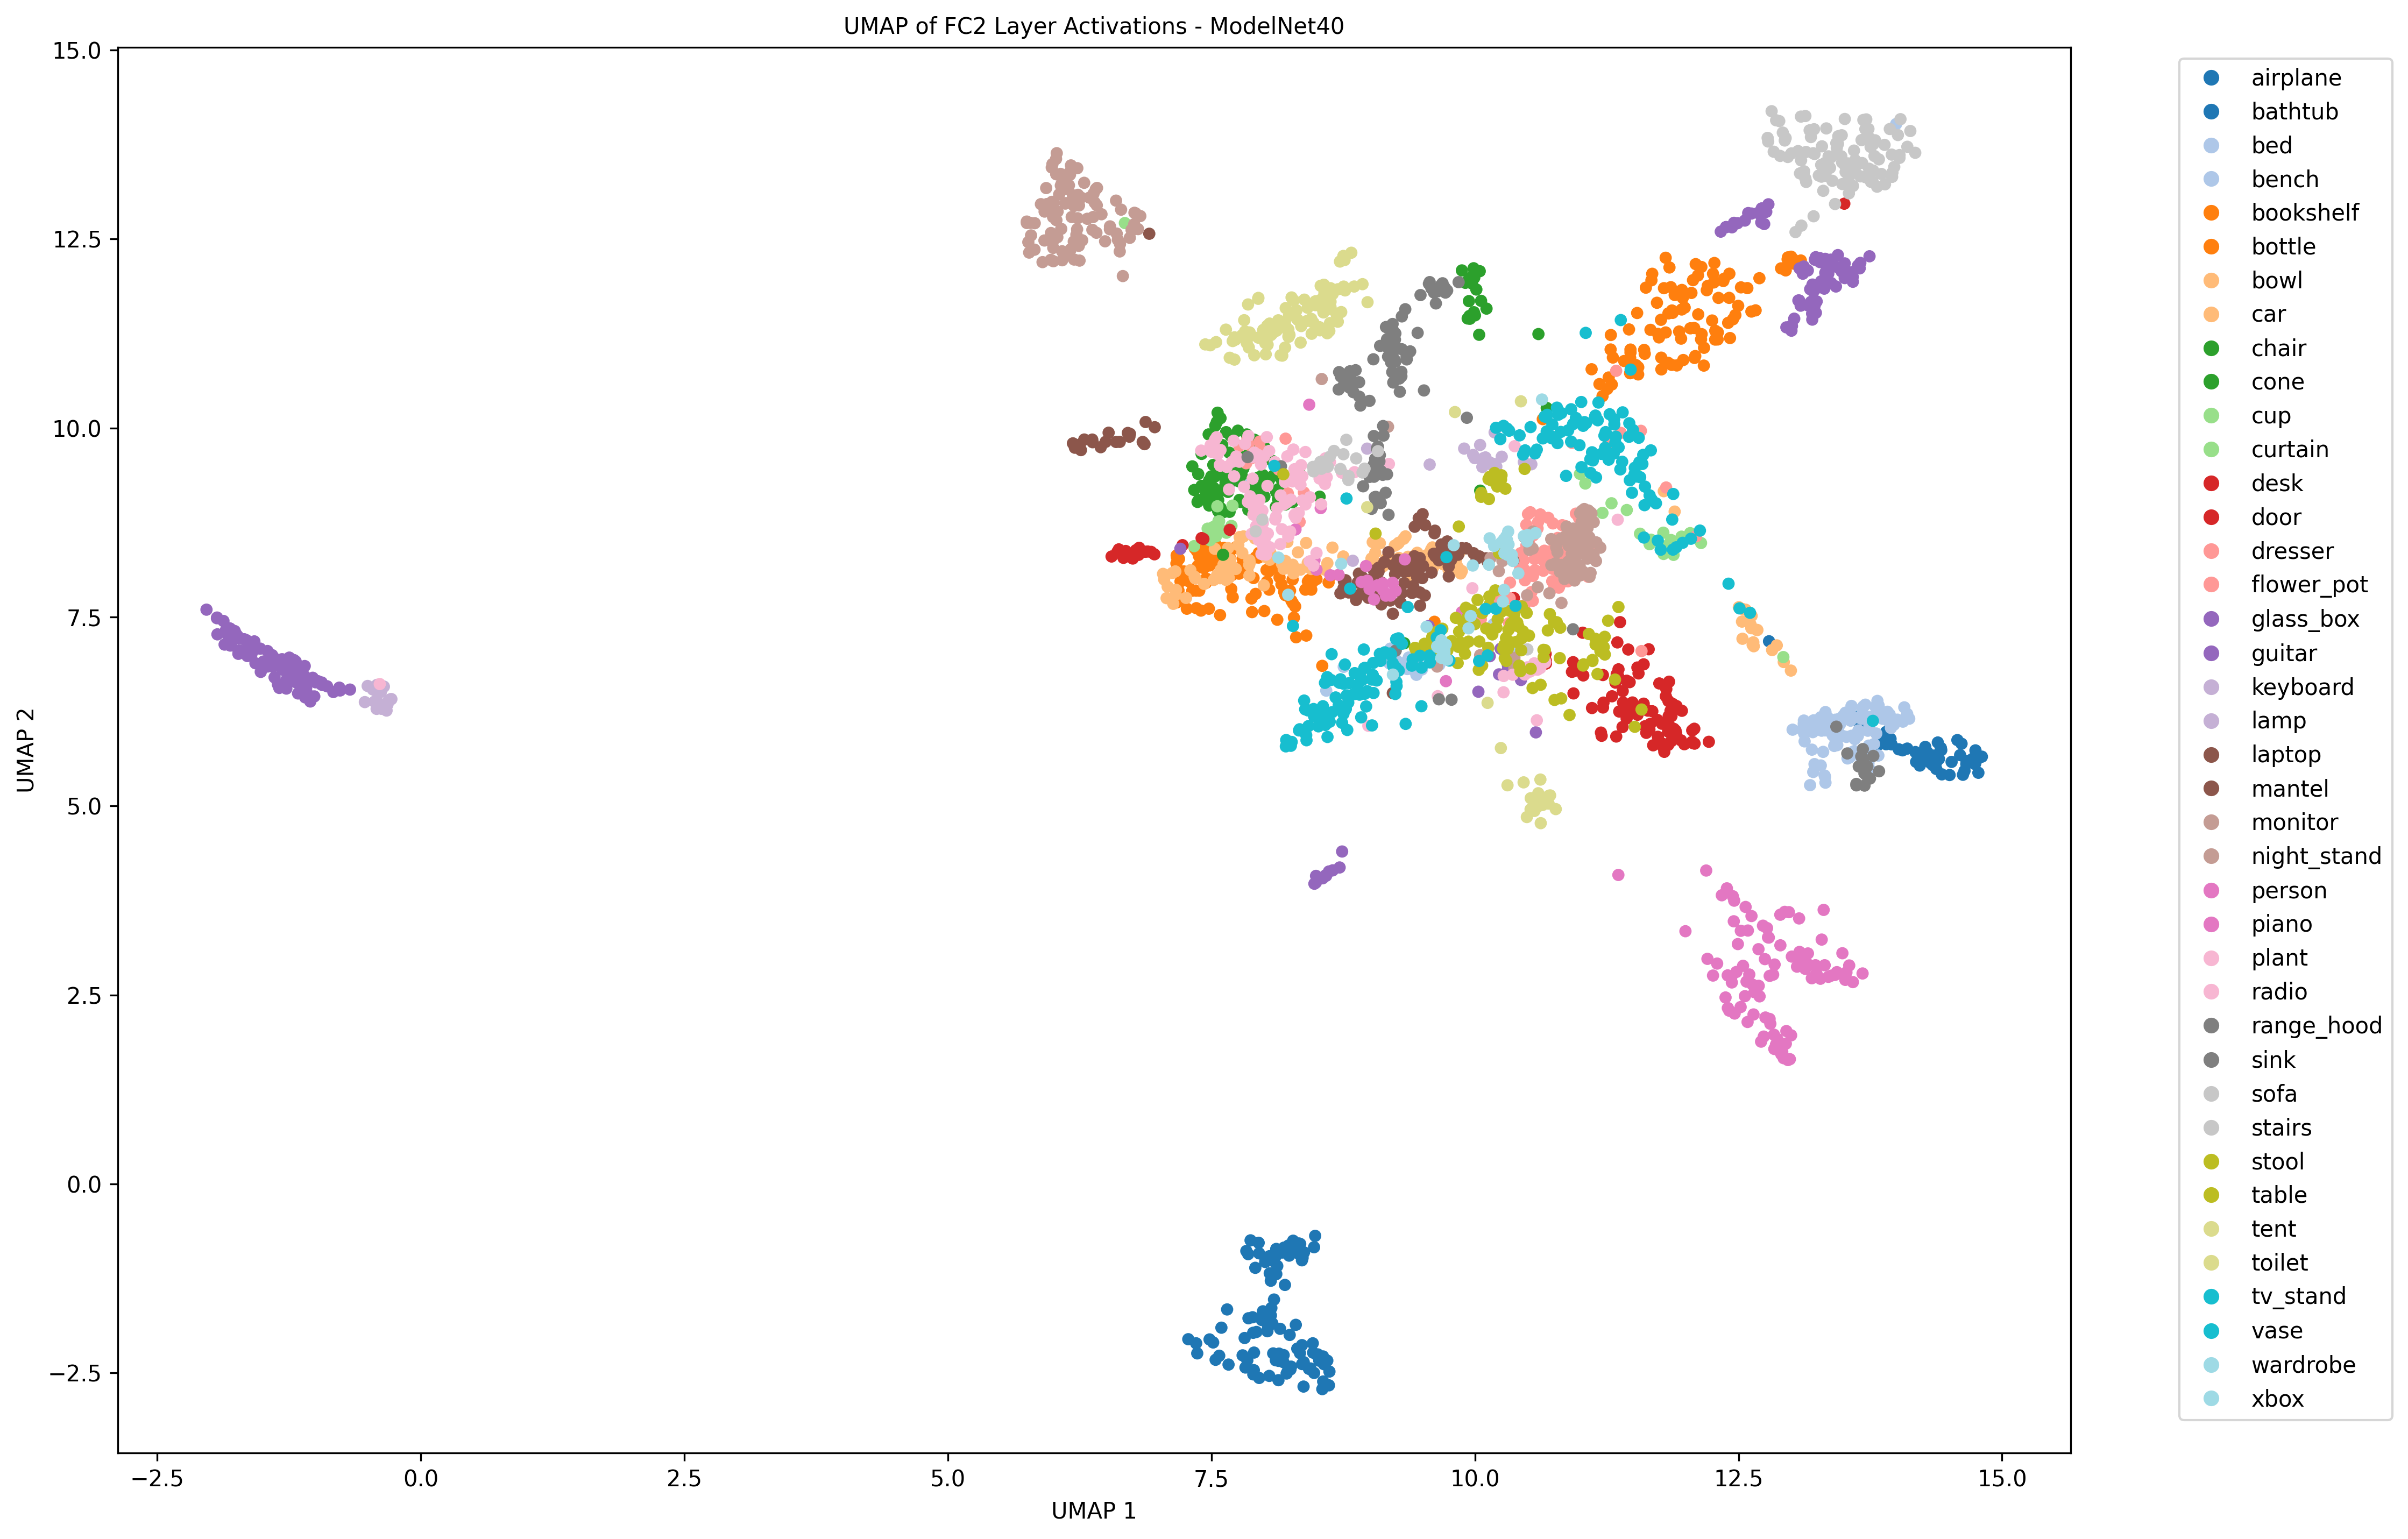 UMAP of FC2 Layer Activations - ModelNet40
15.0
12.5
10.0
7.5
5.0
2.5
0.0
−2.5
UMAP 2
−2.5
0.0
2.5
5.0
7.5
10.0
12.5
15.0
UMAP 1
airplane
bathtub
bed
bench
bookshelf
bottle
bowl
car
chair
cone
cup
curtain
desk
door
dresser
flower_pot
glass_box
guitar
keyboard
lamp
laptop
mantel
monitor
night_stand
person
piano
plant
radio
range_hood
sink
sofa
stairs
stool
table
tent
toilet
tv_stand
vase
wardrobe
xbox